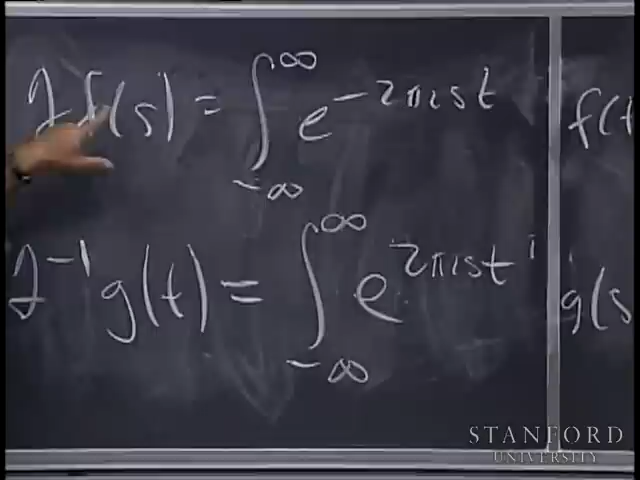 ℱf(s) = ∫_{-∞}^{∞} e^{-2πist} f(t
ℱ^{-1}g(t) = ∫_{-∞}^{∞} e^{2πist} g(s
STANFORD
UNIVERSITY